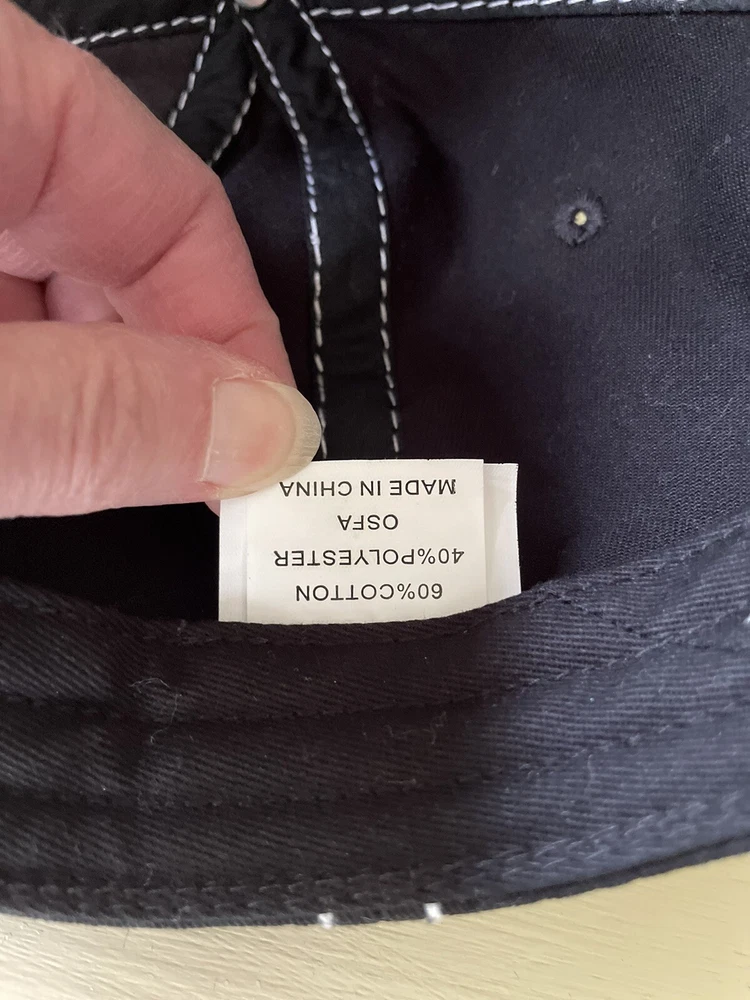 60%COTTON
40%POLYESTER
OSFA
MADE IN CHINA